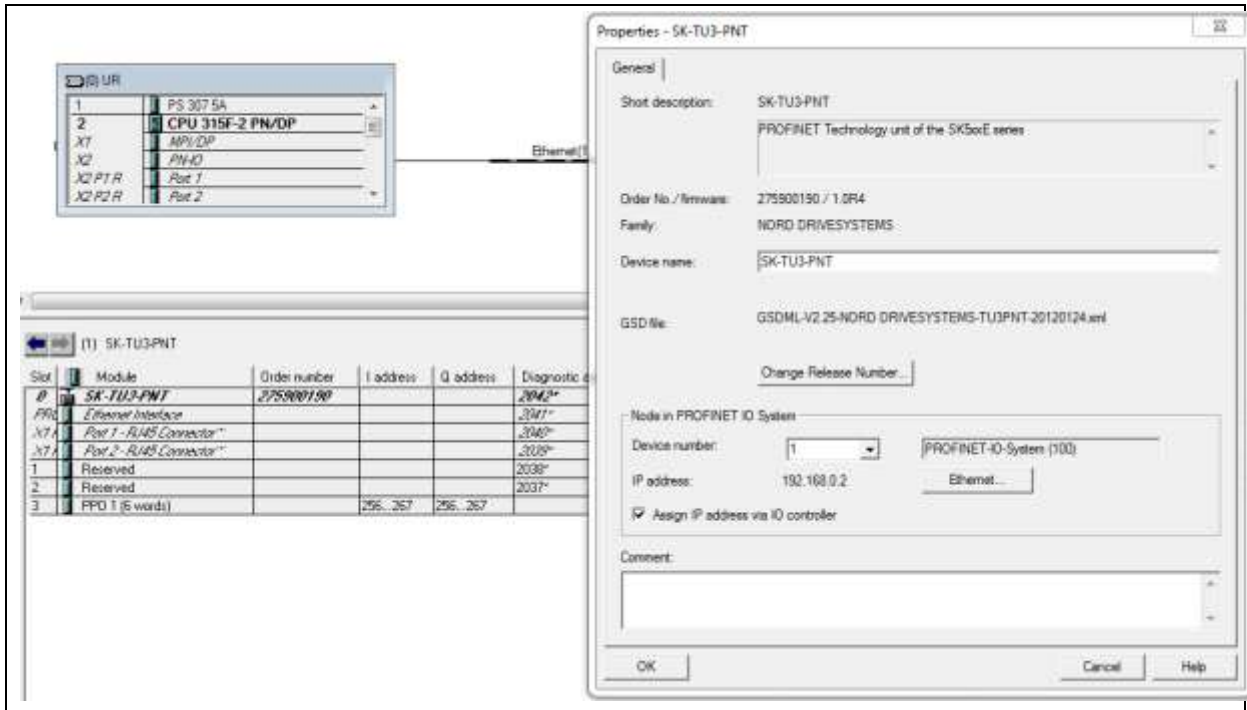 (0) UR
1 PS 307 5A
2 CPU 315F-2 PN/DP
X1 MPI/DP
X2 PN-IO
X2 P1 R Port 1
X2 P2 R Port 2
Ethernet(1
(1) SK-TU3-PNT
Slot Module Order number I address Q address Diagnostic a
0 SK-TU3-PNT 275900190 2042*
Ethernet Interface 2041*
X1 Port 1 - RJ45 Connector 2040*
X1 Port 2 - RJ45 Connector 2039*
1 Reserved 2038*
2 Reserved 2037*
3 PPO 1 (6 words) 256...267 256...267
Properties - SK-TU3-PNT
General
Short description: SK-TU3-PNT
PROFINET Technology unit of the SK5xxE series
Order No./ firmware: 275900190 / 1.0R4
Family: NORD DRIVESYSTEMS
Device name: SK-TU3-PNT
GSD file: GSDML-V2.25-NORD DRIVESYSTEMS-TU3PNT-20120124.xml
Change Release Number...
Node in PROFINET IO System
Device number: 1 PROFINET-IO-System (100)
IP address: 192.168.0.2 Ethernet...
Assign IP address via IO controller
Comment:
OK Cancel Help